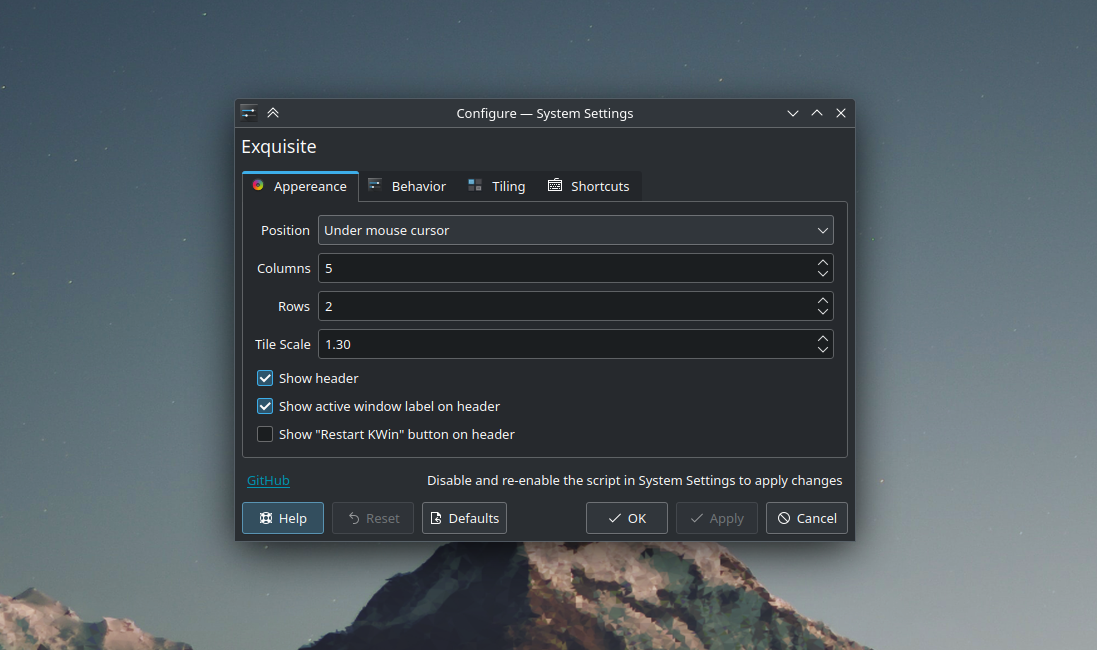 Configure — System Settings
Exquisite
Appereance Behavior Tiling Shortcuts
Position Under mouse cursor
Columns 5
Rows 2
Tile Scale 1.30
Show header
Show active window label on header
Show "Restart KWin" button on header
GitHub Disable and re-enable the script in System Settings to apply changes
Help Reset Defaults OK Apply Cancel